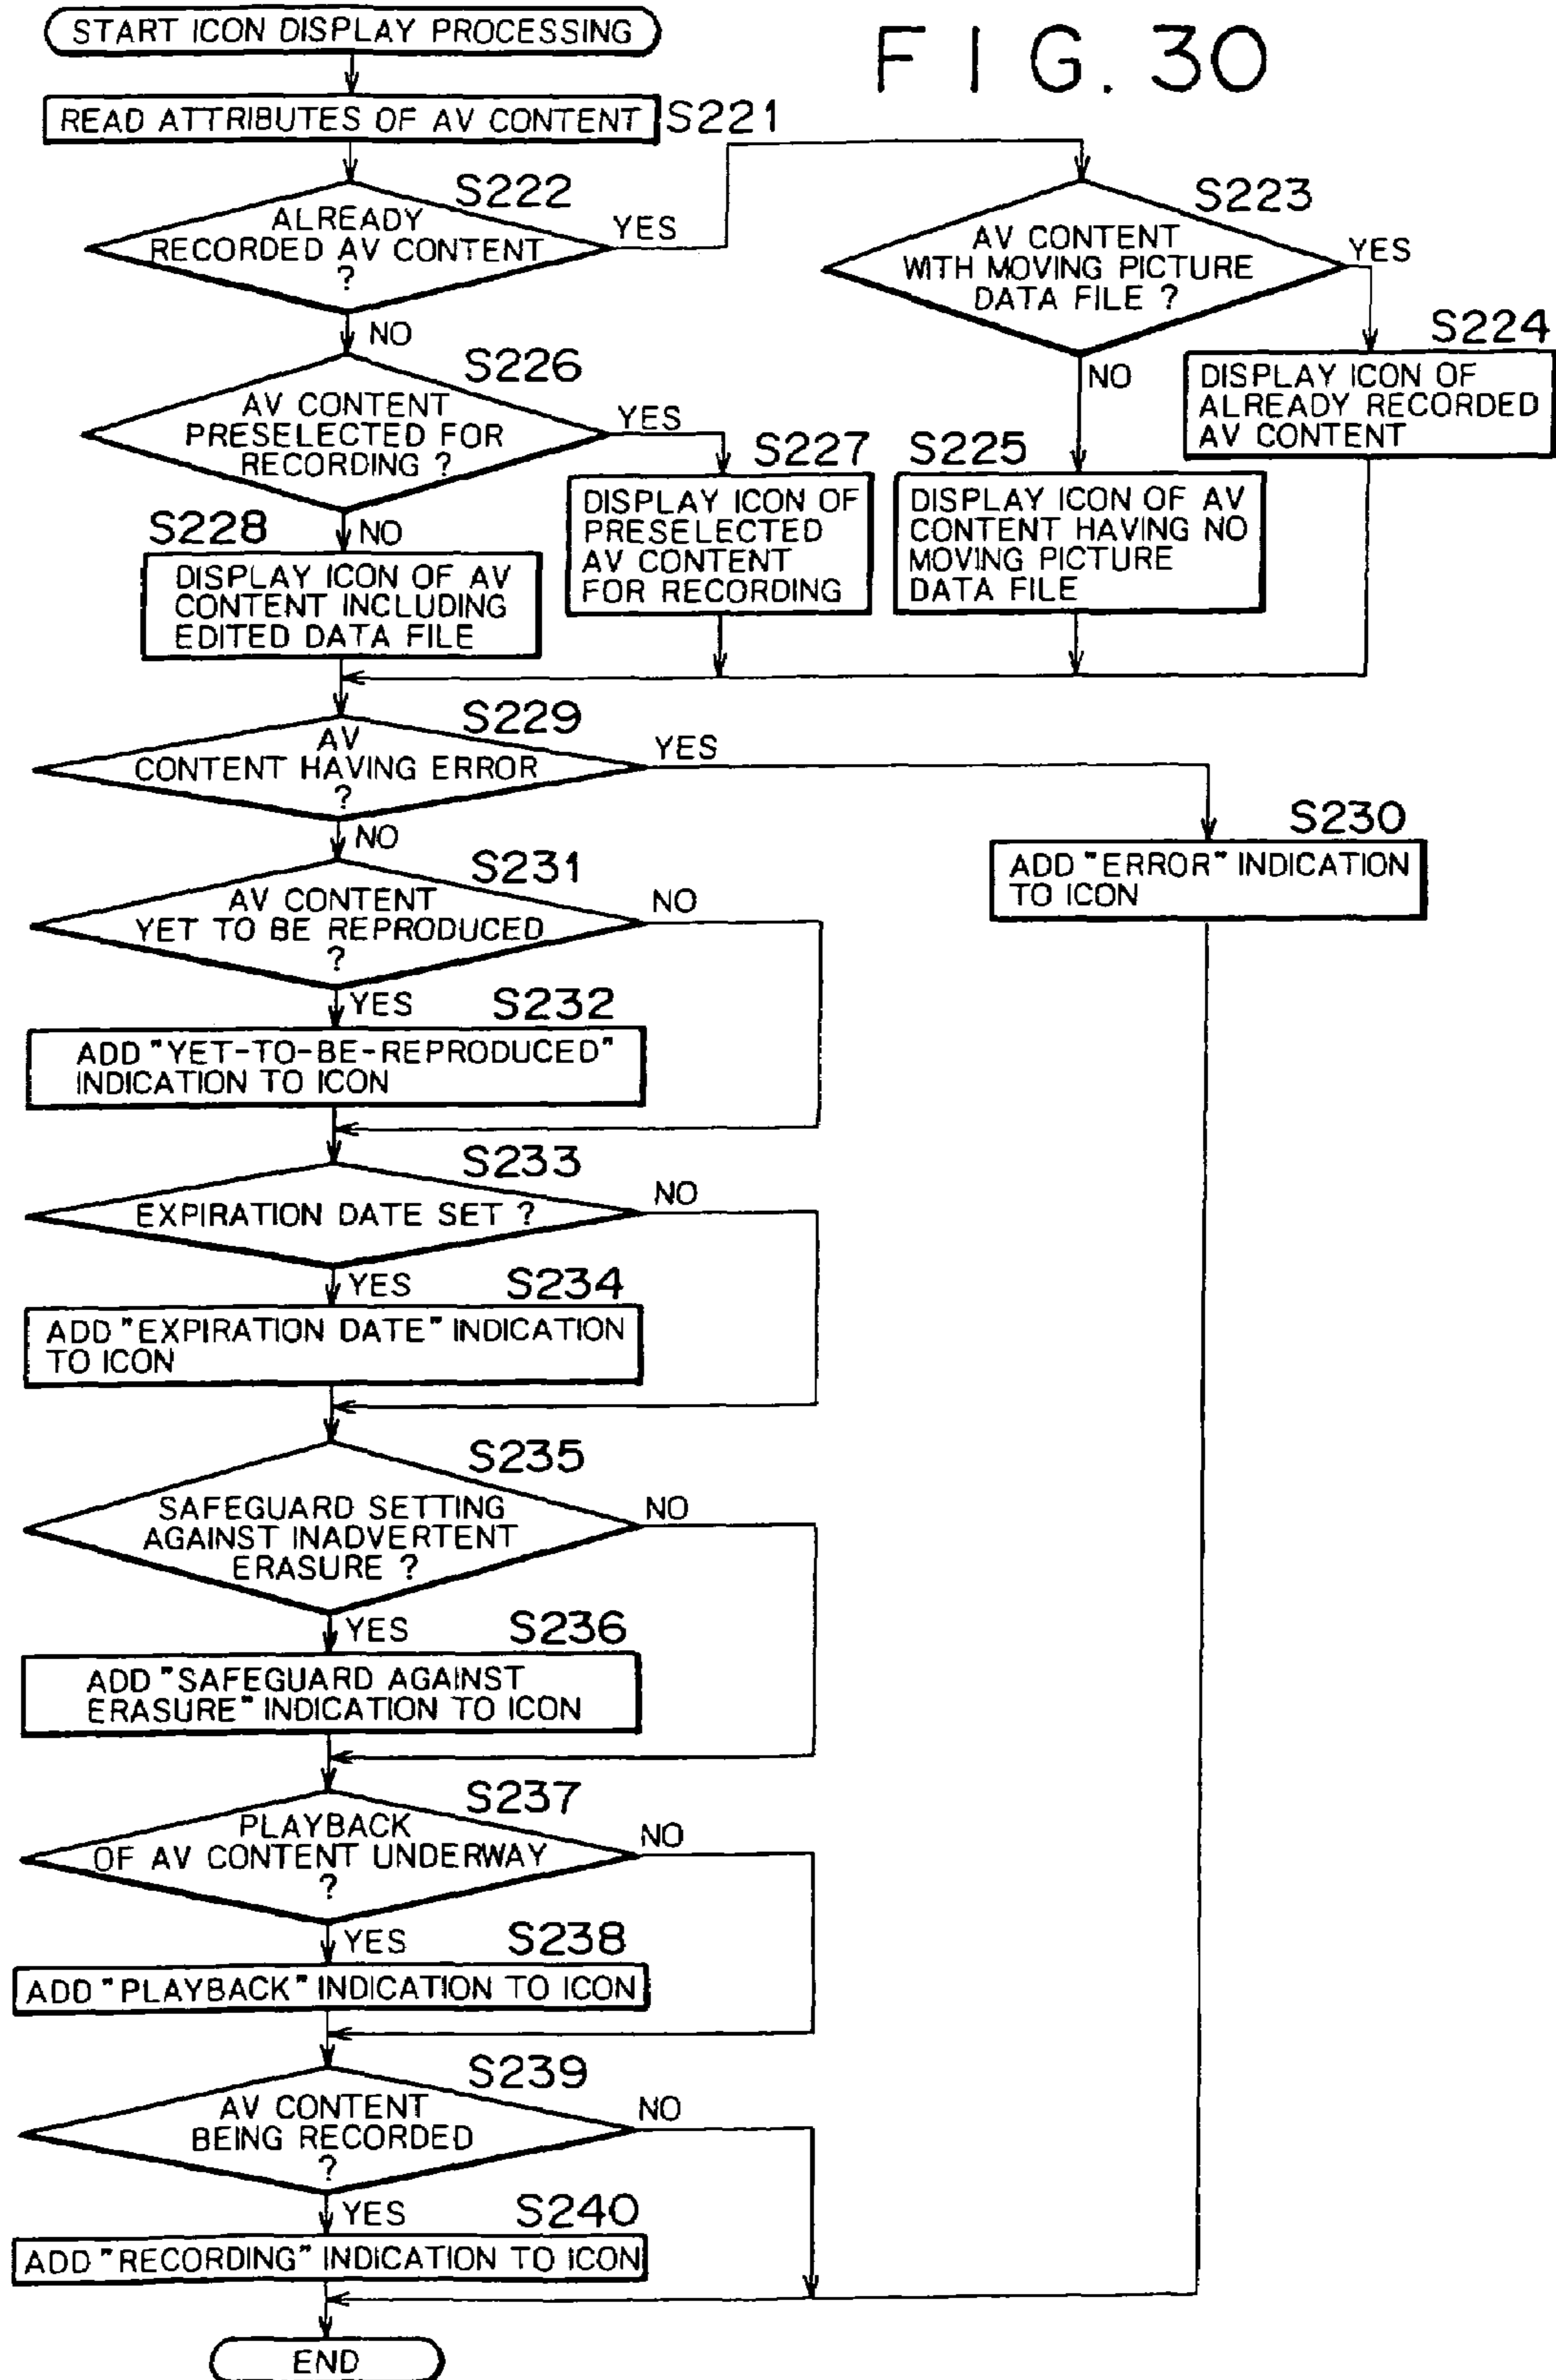 START ICON DISPLAY PROCESSING
FIG. 30
READ ATTRIBUTES OF AV CONTENT
S221
S222
ALREADY
RECORDED AV CONTENT
?
YES
NO
S223
AV CONTENT
WITH MOVING PICTURE
DATA FILE ?
YES
NO
S224
DISPLAY ICON OF
ALREADY RECORDED
AV CONTENT
S226
AV CONTENT
PRESELECTED FOR
RECORDING ?
YES
NO
S227
DISPLAY ICON OF
PRESELECTED
AV CONTENT
FOR RECORDING
S225
DISPLAY ICON OF AV
CONTENT HAVING NO
MOVING PICTURE
DATA FILE
S228
DISPLAY ICON OF AV
CONTENT INCLUDING
EDITED DATA FILE
S229
AV
CONTENT HAVING ERROR
?
YES
NO
S230
ADD "ERROR" INDICATION
TO ICON
S231
AV CONTENT
YET TO BE REPRODUCED
?
NO
YES
S232
ADD "YET-TO-BE-REPRODUCED"
INDICATION TO ICON
S233
EXPIRATION DATE SET ?
NO
YES
S234
ADD "EXPIRATION DATE" INDICATION
TO ICON
S235
SAFEGUARD SETTING
AGAINST INADVERTENT
ERASURE ?
NO
YES
S236
ADD "SAFEGUARD AGAINST
ERASURE" INDICATION TO ICON
S237
PLAYBACK
OF AV CONTENT UNDERWAY
?
NO
YES
S238
ADD "PLAYBACK" INDICATION TO ICON
S239
AV CONTENT
BEING RECORDED
?
NO
YES
S240
ADD "RECORDING" INDICATION TO ICON
END